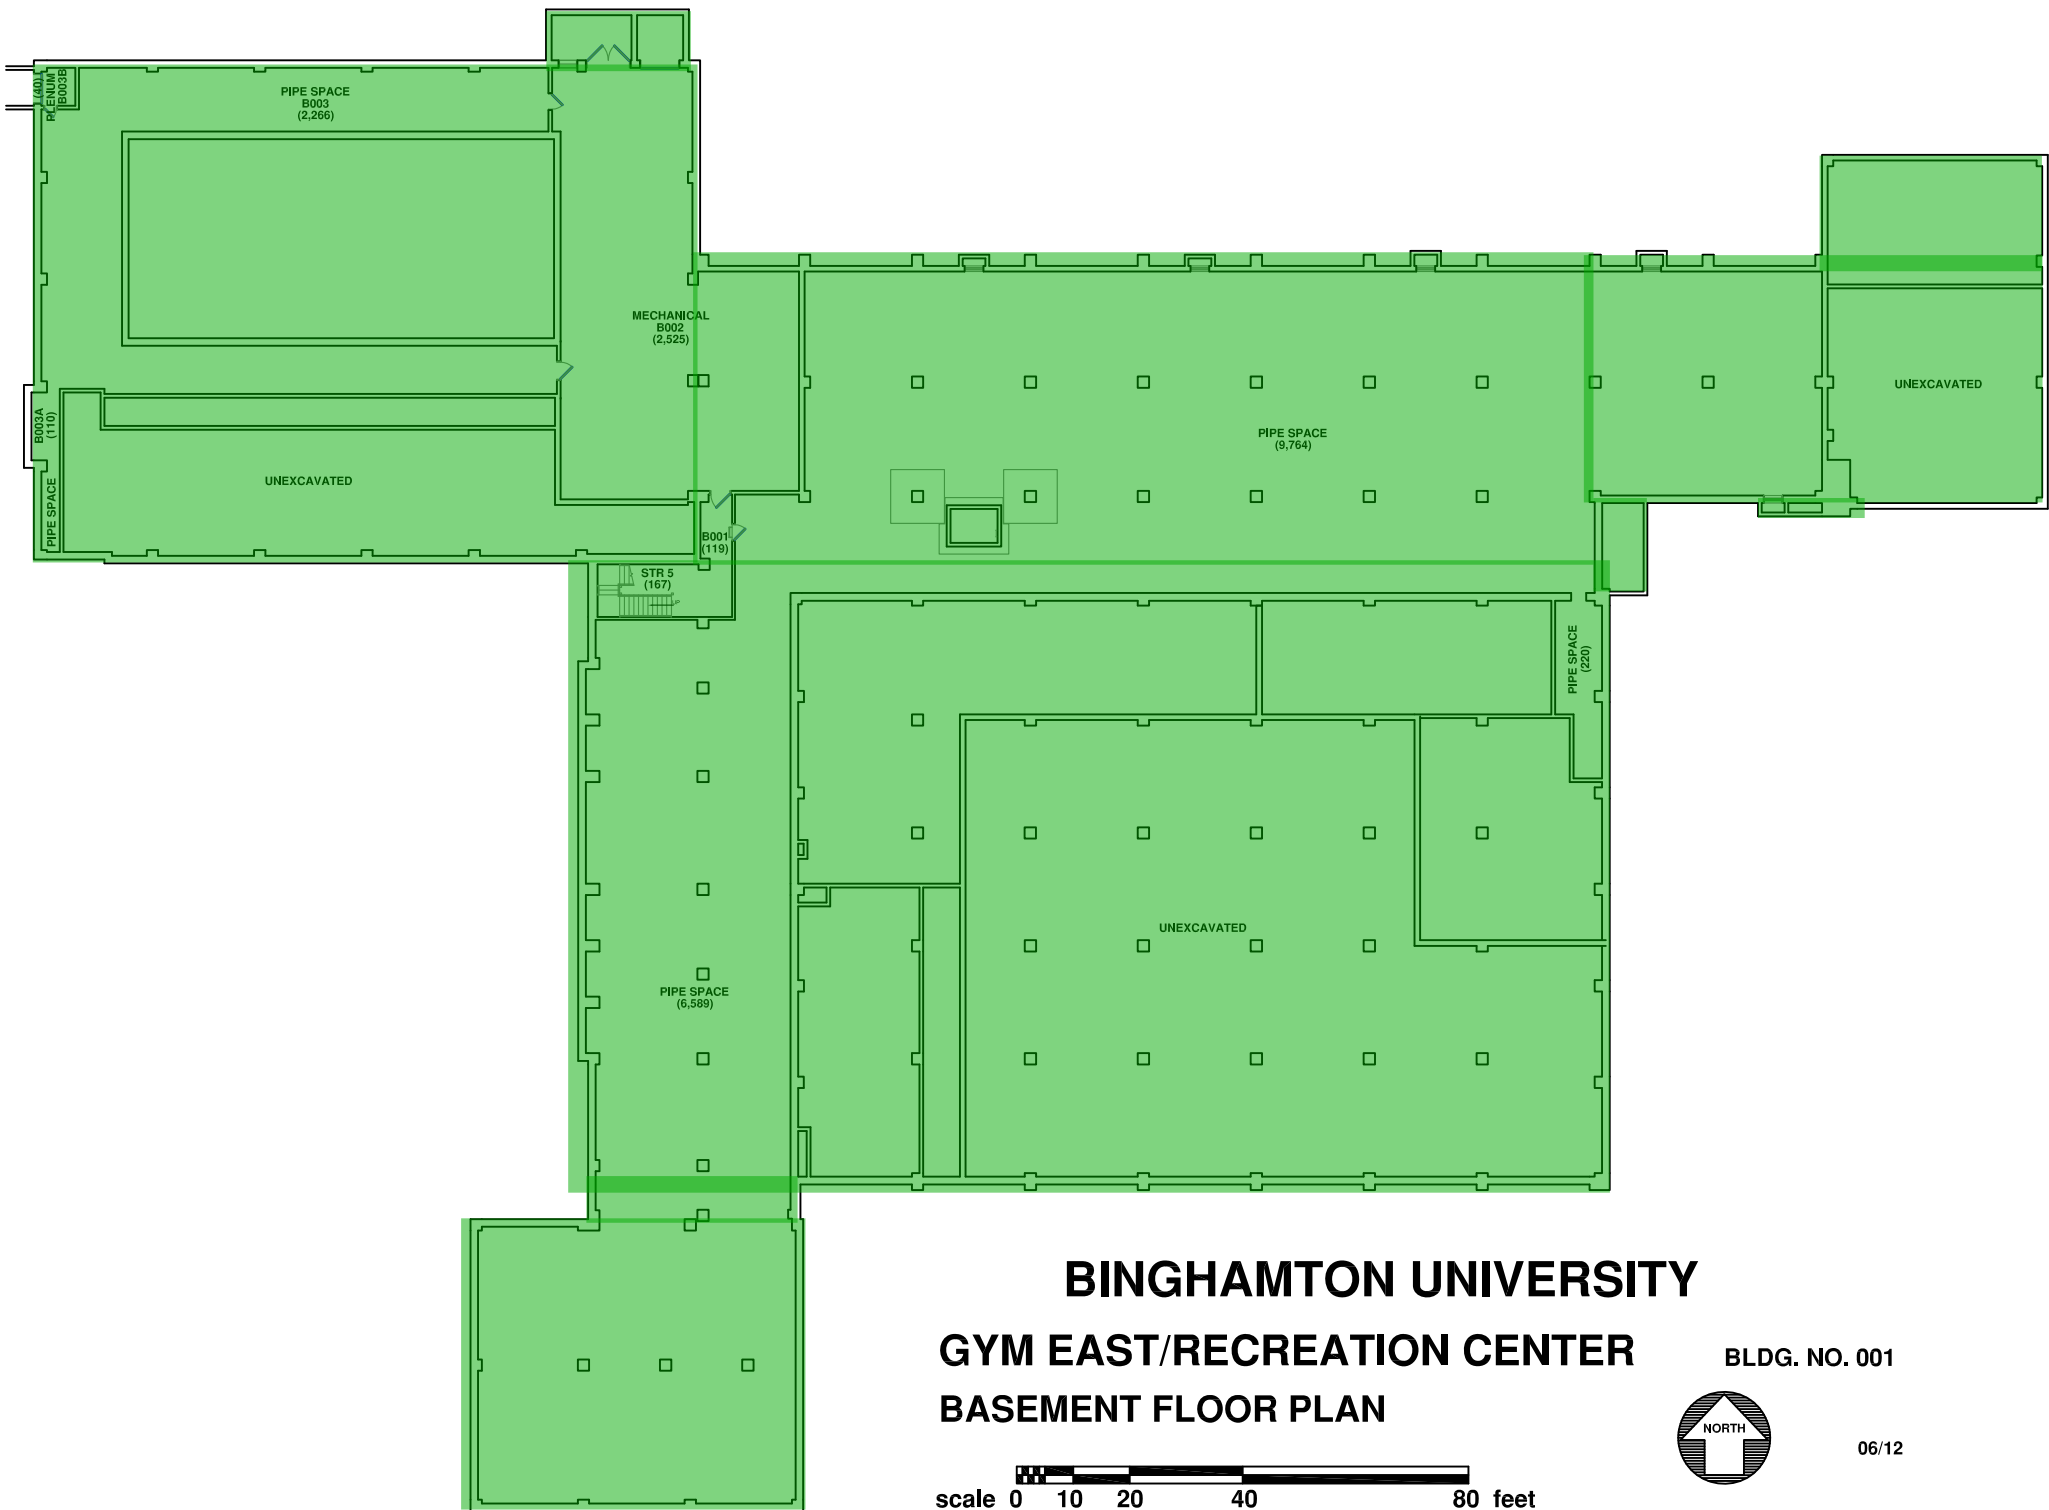 (40)
PLENUM
B003B
PIPE SPACE
B003
(2,266)
MECHANICAL
B002
(2,525)
UNEXCAVATED
B003A
(110)
PIPE SPACE
PIPE SPACE
(9,764)
UNEXCAVATED
B001
(119)
STR 5
(167)
PIPE SPACE
(220)
UNEXCAVATED
PIPE SPACE
(6,589)
BINGHAMTON UNIVERSITY
GYM EAST/RECREATION CENTER
BLDG. NO. 001
BASEMENT FLOOR PLAN
NORTH
06/12
scale 0 10 20 40 80 feet